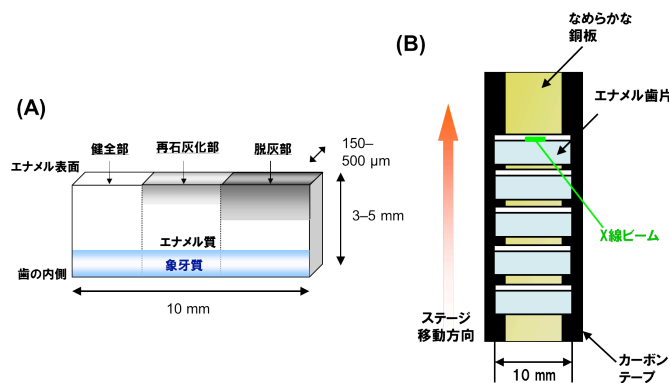 (A)
健全部
再石灰化部
脱灰部
150–
500 μm
エナメル表面
3–5 mm
エナメル質
象牙質
歯の内側
10 mm
(B)
なめらかな
銅板
エナメル歯片
X線ビーム
ステージ
移動方向
カーボン
テープ
10 mm